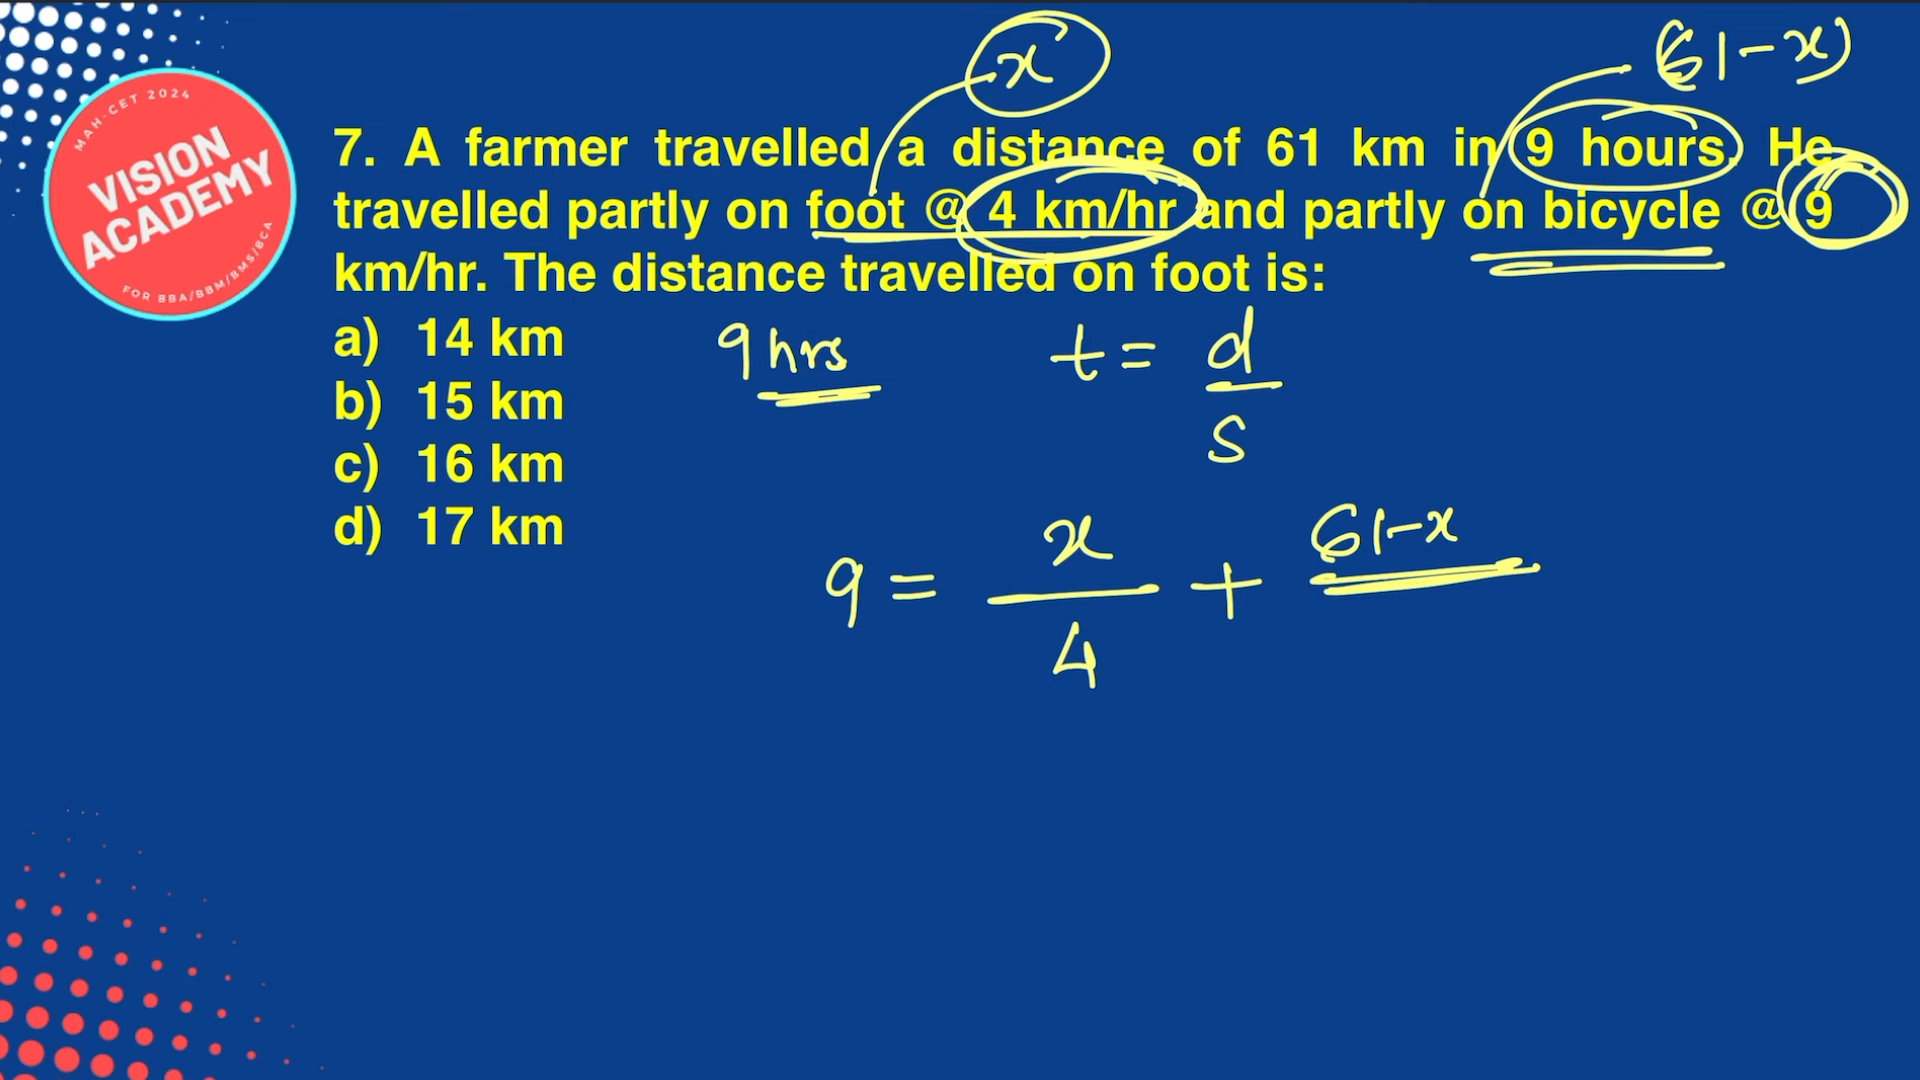 x
61-x)
MAH-CET 2024
VISION
ACADEMY
FOR BBA/BBM/BMS/BCA
7. A farmer travelled a distance of 61 km in 9 hours. He
travelled partly on foot @ 4 km/hr and partly on bicycle @ 9
km/hr. The distance travelled on foot is:
a) 14 km
b) 15 km
c) 16 km
d) 17 km
9 hrs
t = d
s
9 = x + 61-x
4